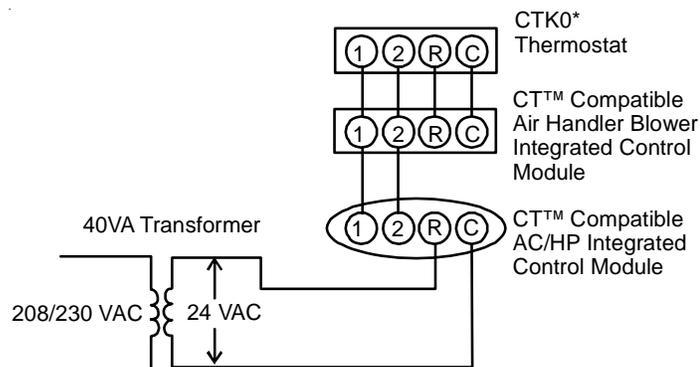 CTK0*
Thermostat
1 2 R C
CT™ Compatible
Air Handler Blower
Integrated Control
Module
1 2 R C
CT™ Compatible
AC/HP Integrated
Control Module
1 2 R C
40VA Transformer
208/230 VAC
24 VAC